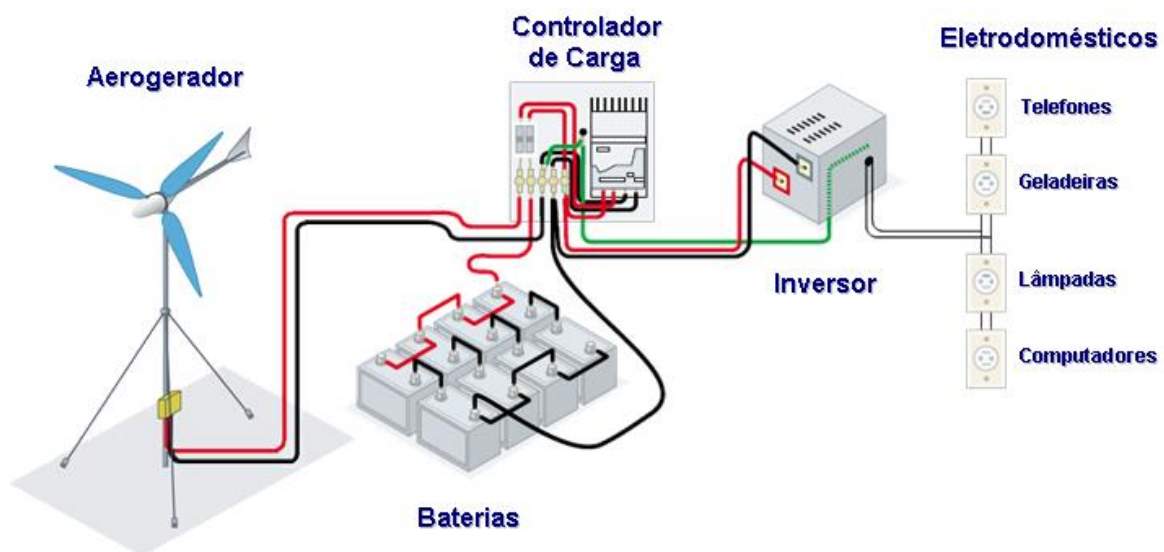 Aerogerador
Controlador
de Carga
Eletrodomésticos
Telefones
Geladeiras
Lâmpadas
Computadores
Inversor
Baterias